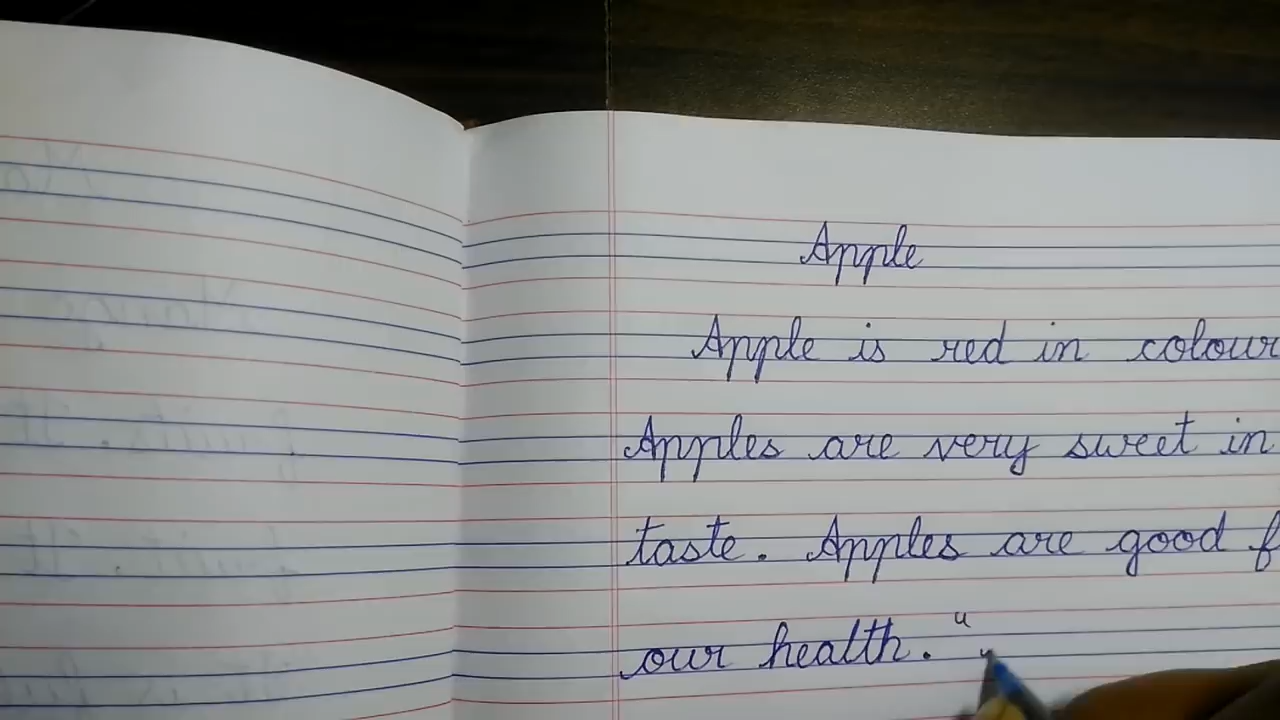 Apple
Apple is red in colour
Apples are very sweet in
taste. Apples are good f
our health. "